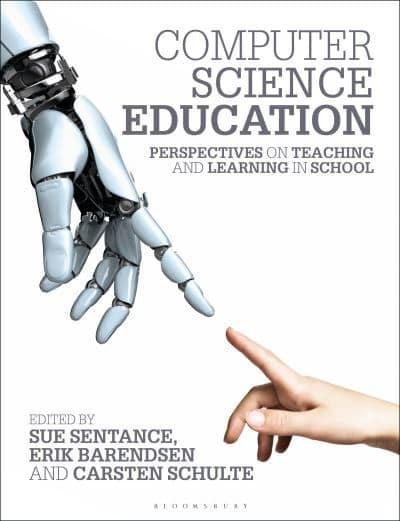 COMPUTER
SCIENCE
EDUCATION
PERSPECTIVES ON TEACHING
AND LEARNING IN SCHOOL
EDITED BY
SUE SENTANCE,
ERIK BARENDSEN
AND CARSTEN SCHULTE
BLOOMSBURY